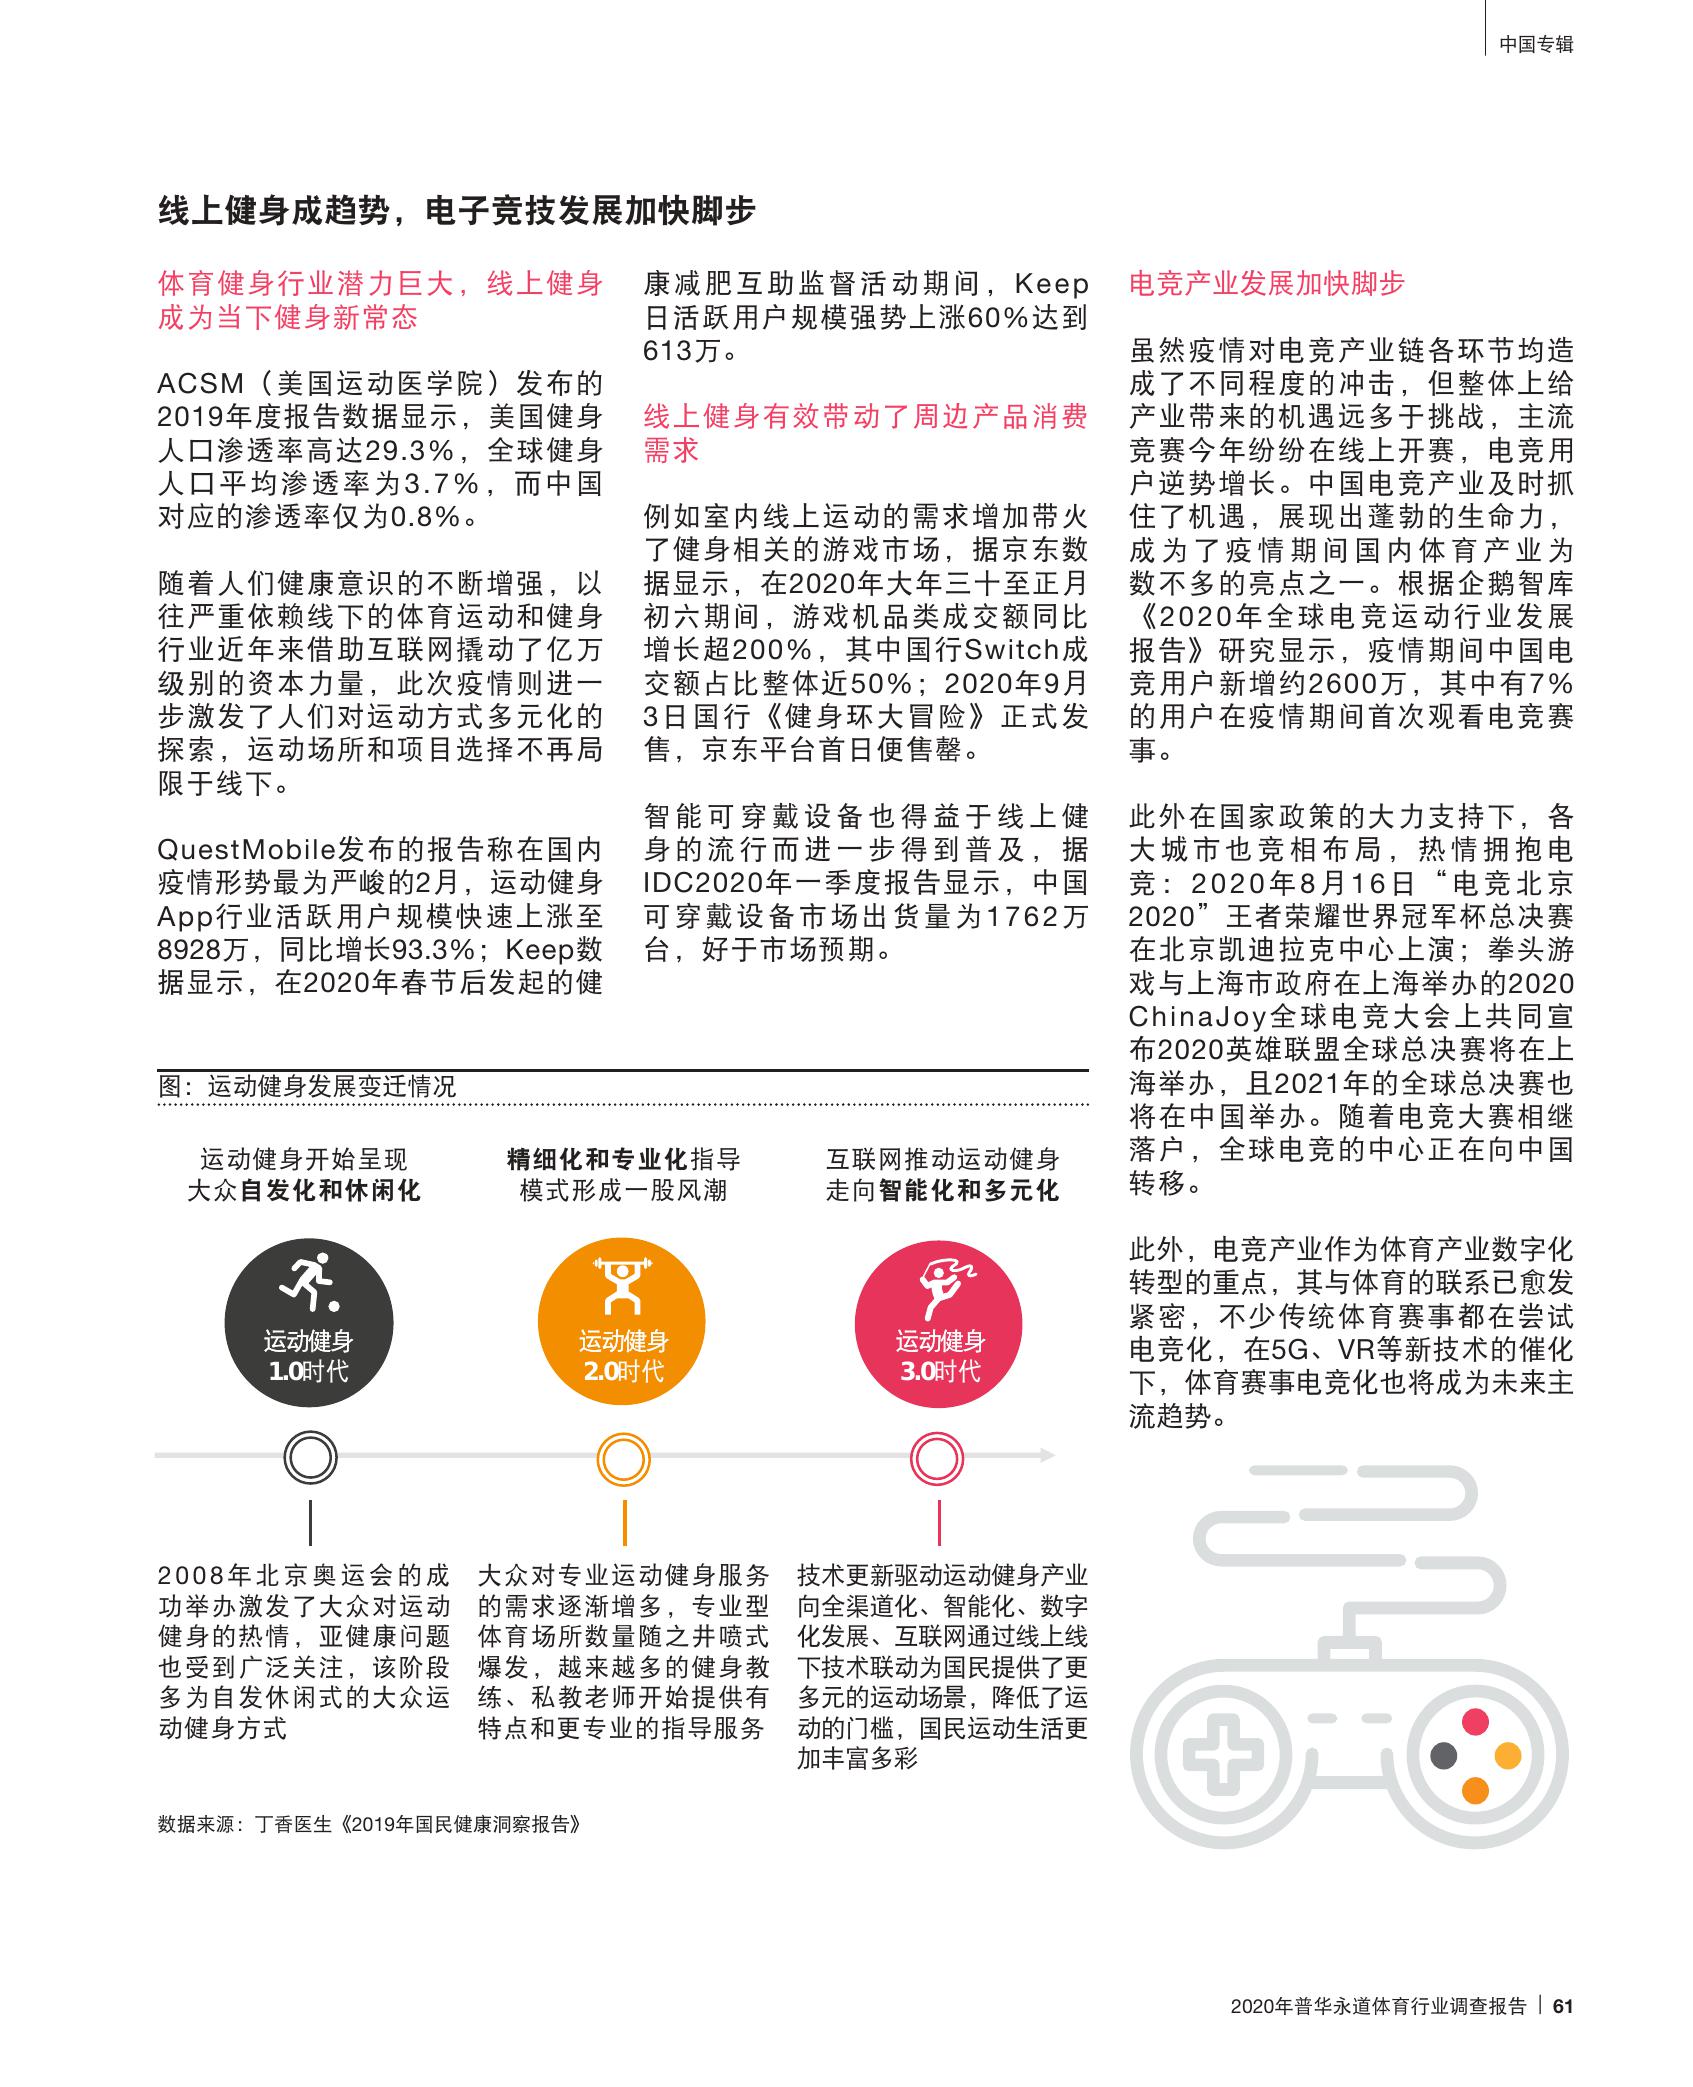 中国专辑
线上健身成趋势，电子竞技发展加快脚步
体育健身行业潜力巨大，线上健身
成为当下健身新常态
ACSM（美国运动医学院）发布的
2019年度报告数据显示，美国健身
人口渗透率高达29.3%，全球健身
人口平均渗透率为3.7%，而中国
对应的渗透率仅为0.8%。
随着人们健康意识的不断增强，以
往严重依赖线下的体育运动和健身
行业近年来借助互联网撬动了亿万
级别的资本力量，此次疫情则进一
步激发了人们对运动方式多元化的
探索，运动场所和项目选择不再局
限于线下。
QuestMobile发布的报告称在国内
疫情形势最为严峻的2月，运动健身
App行业活跃用户规模快速上涨至
8928万，同比增长93.3%；Keep数
据显示，在2020年春节后发起的健
康减肥互助监督活动期间，Keep
日活跃用户规模强势上涨60%达到
613万。
线上健身有效带动了周边产品消费
需求
例如室内线上运动的需求增加带火
了健身相关的游戏市场，据京东数
据显示，在2020年大年三十至正月
初六期间，游戏机品类成交额同比
增长超200%，其中国行Switch成
交额占比整体近50%；2020年9月
3日国行《健身环大冒险》正式发
售，京东平台首日便售罄。
智能可穿戴设备也得益于线上健
身的流行而进一步得到普及，据
IDC2020年一季度报告显示，中国
可穿戴设备市场出货量为1762万
台，好于市场预期。
电竞产业发展加快脚步
虽然疫情对电竞产业链各环节均造
成了不同程度的冲击，但整体上给
产业带来的机遇远多于挑战，主流
竞赛今年纷纷在线上开赛，电竞用
户逆势增长。中国电竞产业及时抓
住了机遇，展现出蓬勃的生命力，
成为了疫情期间国内体育产业为
数不多的亮点之一。根据企鹅智库
《2020年全球电竞运动行业发展
报告》研究显示，疫情期间中国电
竞用户新增约2600万，其中有7%
的用户在疫情期间首次观看电竞赛
事。
此外在国家政策的大力支持下，各
大城市也竞相布局，热情拥抱电
竞：2020年8月16日“电竞北京
2020”王者荣耀世界冠军杯总决赛
在北京凯迪拉克中心上演；拳头游
戏与上海市政府在上海举办的2020
ChinaJoy全球电竞大会上共同宣
布2020英雄联盟全球总决赛将在上
海举办，且2021年的全球总决赛也
将在中国举办。随着电竞大赛相继
落户，全球电竞的中心正在向中国
转移。
此外，电竞产业作为体育产业数字化
转型的重点，其与体育的联系已愈发
紧密，不少传统体育赛事都在尝试
电竞化，在5G、VR等新技术的催化
下，体育赛事电竞化也将成为未来主
流趋势。
图：运动健身发展变迁情况
运动健身开始呈现
大众自发化和休闲化
精细化和专业化指导
模式形成一股风潮
互联网推动运动健身
走向智能化和多元化
运动健身
1.0时代
运动健身
2.0时代
运动健身
3.0时代
2008年北京奥运会的成
功举办激发了大众对运动
健身的热情，亚健康问题
也受到广泛关注，该阶段
多为自发休闲式的大众运
动健身方式
大众对专业运动健身服务
的需求逐渐增多，专业型
体育场所数量随之井喷式
爆发，越来越多的健身教
练、私教老师开始提供有
特点和更专业的指导服务
技术更新驱动运动健身产业
向全渠道化、智能化、数字
化发展、互联网通过线上线
下技术联动为国民提供了更
多元的运动场景，降低了运
动的门槛，国民运动生活更
加丰富多彩
数据来源：丁香医生《2019年国民健康洞察报告》
2020年普华永道体育行业调查报告 | 61